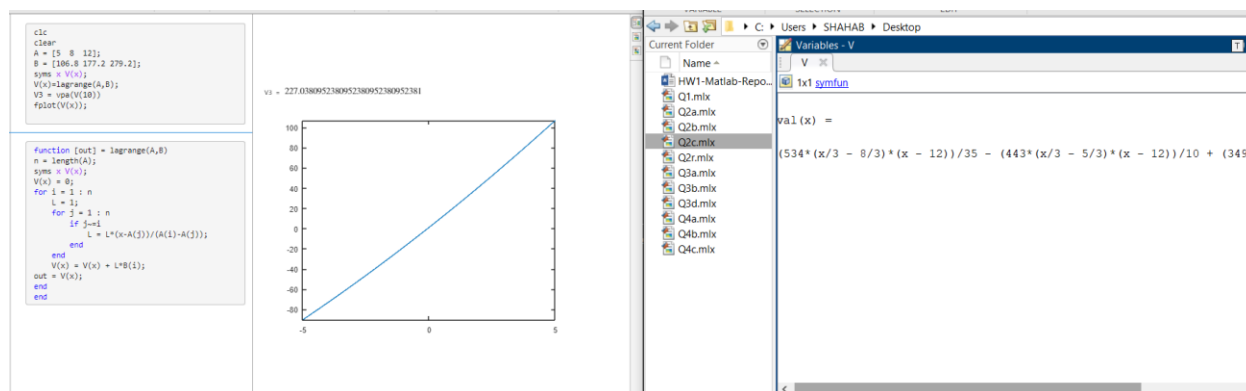 clc
clear
A = [5 8 12];
B = [106.8 177.2 279.2];
syms x V(x);
V(x)=lagrange(A,B);
V3 = vpa(V(10))
fplot(V(x));
function [out] = lagrange(A,B)
n = length(A);
syms x V(x);
V(x) = 0;
for i = 1 : n
L = 1;
for j = 1 : n
if j~=i
L = L*(x-A(j))/(A(i)-A(j));
end
end
V(x) = V(x) + L*B(i);
out = V(x);
end
end
V3 = 227.03809523809523809523809523810
100
80
60
40
20
0
-20
-40
-60
-80
-5
0
5
VARIABLE
SELECTION
EDIT
C: Users SHAHAB Desktop
Current Folder
Name
HW1-Matlab-Repo...
Q1.mlx
Q2a.mlx
Q2b.mlx
Q2c.mlx
Q2r.mlx
Q3a.mlx
Q3b.mlx
Q3d.mlx
Q4a.mlx
Q4b.mlx
Q4c.mlx
Variables - V
V
1x1 symfun
val(x) =
(534*(x/3 - 8/3)*(x - 12))/35 - (443*(x/3 - 5/3)*(x - 12))/10 + (349